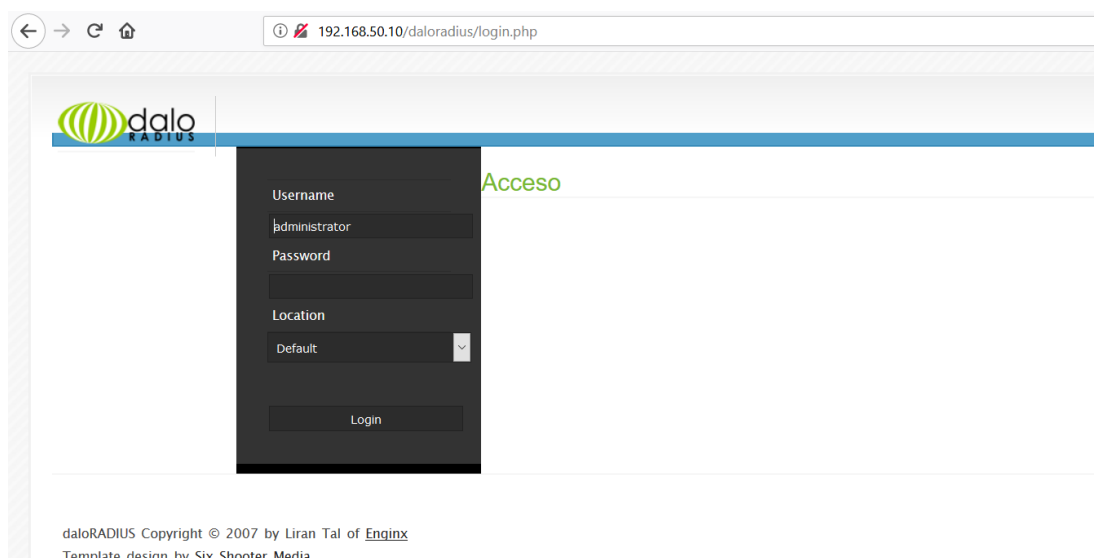 192.168.50.10/daloradius/login.php
dalo
RADIUS
Acceso
Username
administrator
Password
Location
Default
Login
daloRADIUS Copyright © 2007 by Liran Tal of Enginx
Template design by Six Shooter Media